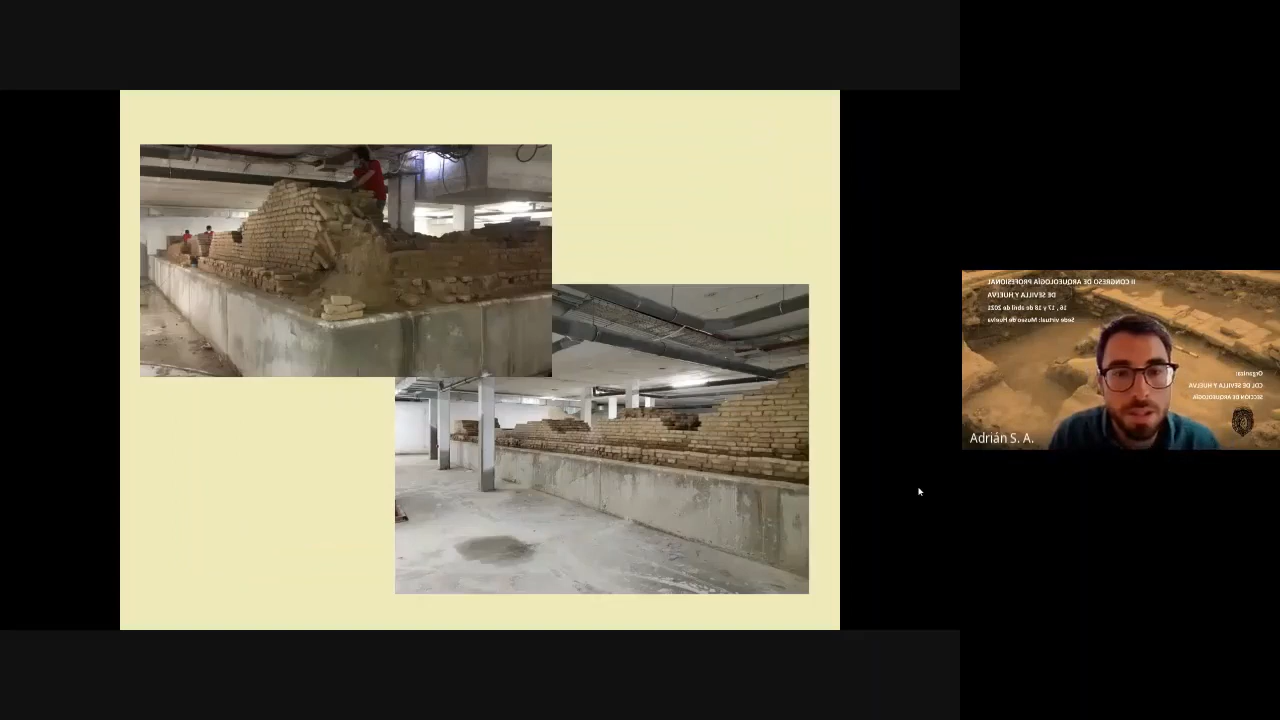 II CONGRESO DE ARQUEOLOGÍA PROFESIONAL
DE SEVILLA Y HUELVA
16, 17 y 18 de abril de 2021
Sede virtual: Museo de Huelva
Organiza:
CDL DE SEVILLA Y HUELVA
SECCIÓN DE ARQUEOLOGÍA
Adrián S. A.